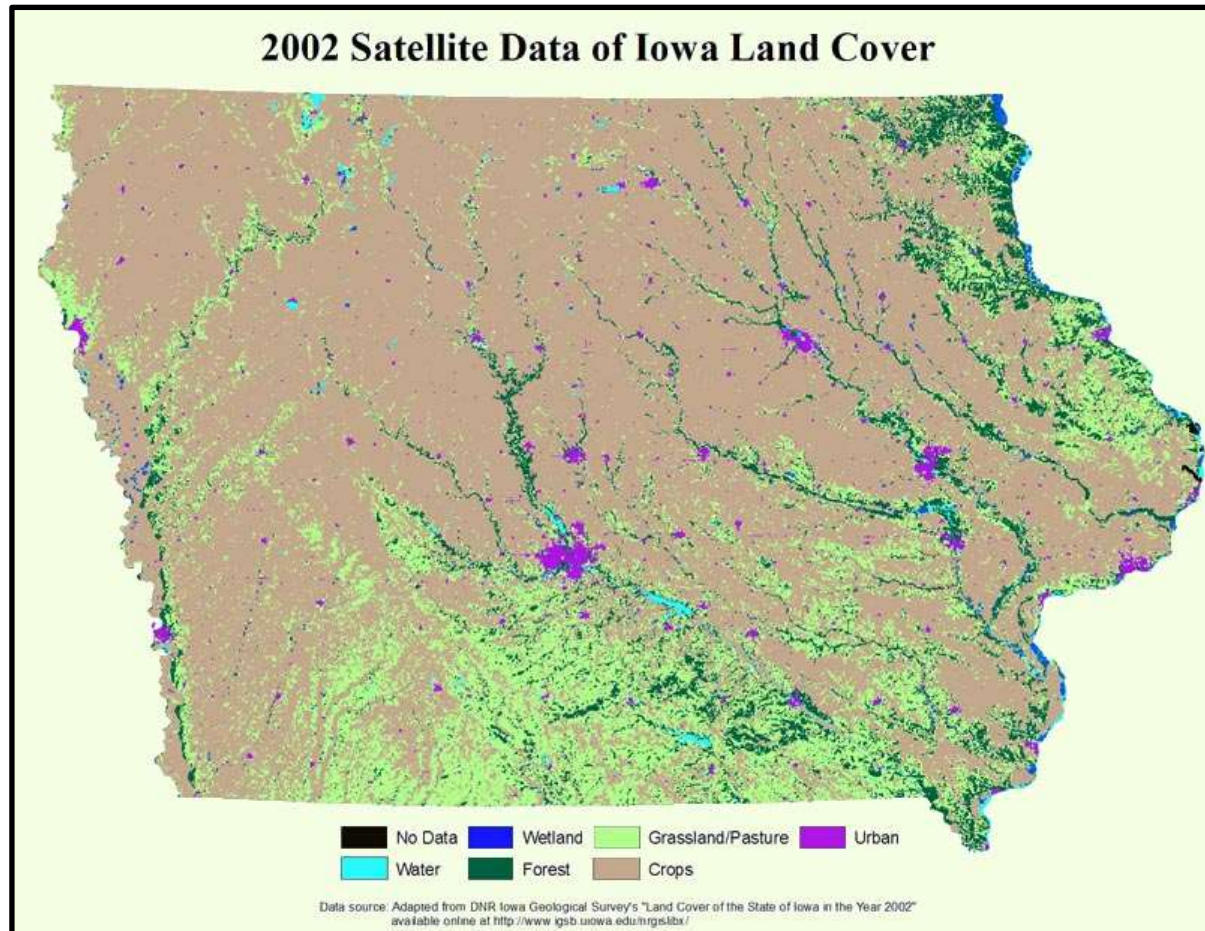 2002 Satellite Data of Iowa Land Cover
No Data Wetland Grassland/Pasture Urban
Water Forest Crops
Data source: Adapted from DNR Iowa Geological Survey's "Land Cover of the State of Iowa in the Year 2002"
available online at http://www.igsb.uiowa.edu/nrgislibx/